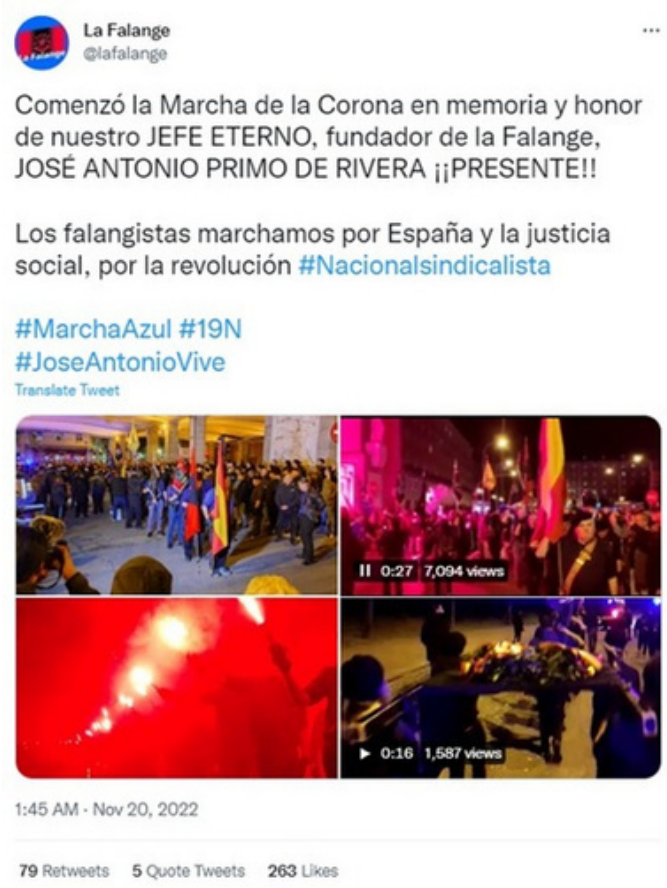 La Falange
@lafalange
Comenzó la Marcha de la Corona en memoria y honor
de nuestro JEFE ETERNO, fundador de la Falange,
JOSÉ ANTONIO PRIMO DE RIVERA ¡¡PRESENTE!!
Los falangistas marchamos por España y la justicia
social, por la revolución #Nacionalsindicalista
#MarchaAzul #19N
#JoseAntonioVive
Translate Tweet
0:27 7,094 views
0:16 1,587 views
1:45 AM · Nov 20, 2022
79 Retweets 5 Quote Tweets 263 Likes